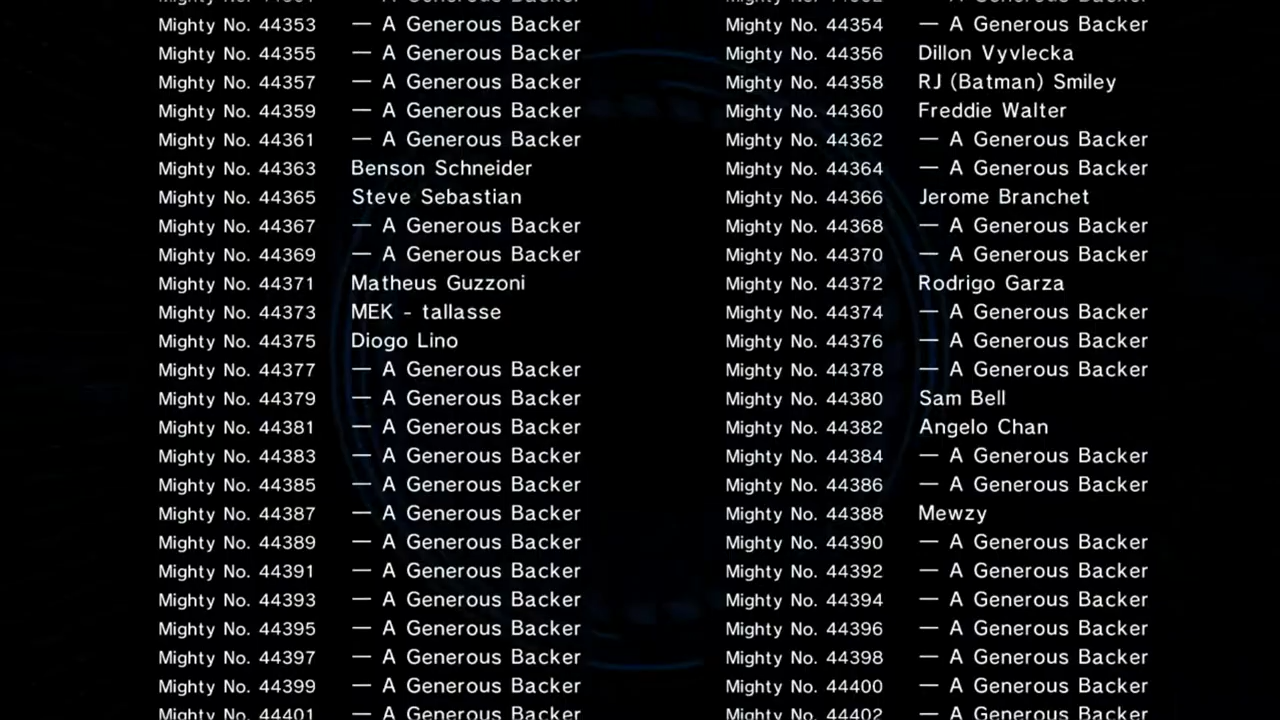 Mighty No. 44353 — A Generous Backer Mighty No. 44354 — A Generous Backer
Mighty No. 44355 — A Generous Backer Mighty No. 44356 Dillon Vyvlecka
Mighty No. 44357 — A Generous Backer Mighty No. 44358 RJ (Batman) Smiley
Mighty No. 44359 — A Generous Backer Mighty No. 44360 Freddie Walter
Mighty No. 44361 — A Generous Backer Mighty No. 44362 — A Generous Backer
Mighty No. 44363 Benson Schneider Mighty No. 44364 — A Generous Backer
Mighty No. 44365 Steve Sebastian Mighty No. 44366 Jerome Branchet
Mighty No. 44367 — A Generous Backer Mighty No. 44368 — A Generous Backer
Mighty No. 44369 — A Generous Backer Mighty No. 44370 — A Generous Backer
Mighty No. 44371 Matheus Guzzoni Mighty No. 44372 Rodrigo Garza
Mighty No. 44373 MEK - tallasse Mighty No. 44374 — A Generous Backer
Mighty No. 44375 Diogo Lino Mighty No. 44376 — A Generous Backer
Mighty No. 44377 — A Generous Backer Mighty No. 44378 — A Generous Backer
Mighty No. 44379 — A Generous Backer Mighty No. 44380 Sam Bell
Mighty No. 44381 — A Generous Backer Mighty No. 44382 Angelo Chan
Mighty No. 44383 — A Generous Backer Mighty No. 44384 — A Generous Backer
Mighty No. 44385 — A Generous Backer Mighty No. 44386 — A Generous Backer
Mighty No. 44387 — A Generous Backer Mighty No. 44388 Mewzy
Mighty No. 44389 — A Generous Backer Mighty No. 44390 — A Generous Backer
Mighty No. 44391 — A Generous Backer Mighty No. 44392 — A Generous Backer
Mighty No. 44393 — A Generous Backer Mighty No. 44394 — A Generous Backer
Mighty No. 44395 — A Generous Backer Mighty No. 44396 — A Generous Backer
Mighty No. 44397 — A Generous Backer Mighty No. 44398 — A Generous Backer
Mighty No. 44399 — A Generous Backer Mighty No. 44400 — A Generous Backer
Mighty No. 44401 — A Generous Backer Mighty No. 44402 — A Generous Backer